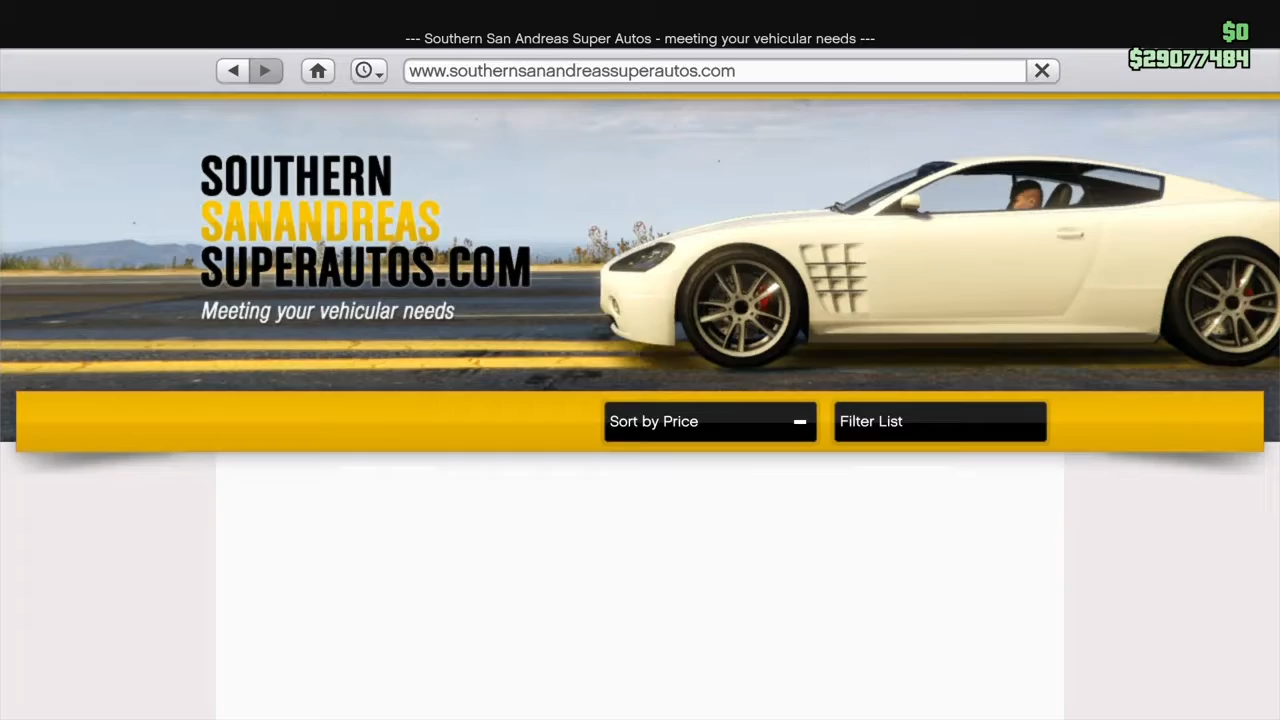 --- Southern San Andreas Super Autos - meeting your vehicular needs ---
$0
$29077484
www.southernsanandreassuperautos.com
SOUTHERN
SANANDREAS
SUPERAUTOS.COM
Meeting your vehicular needs
Sort by Price
Filter List